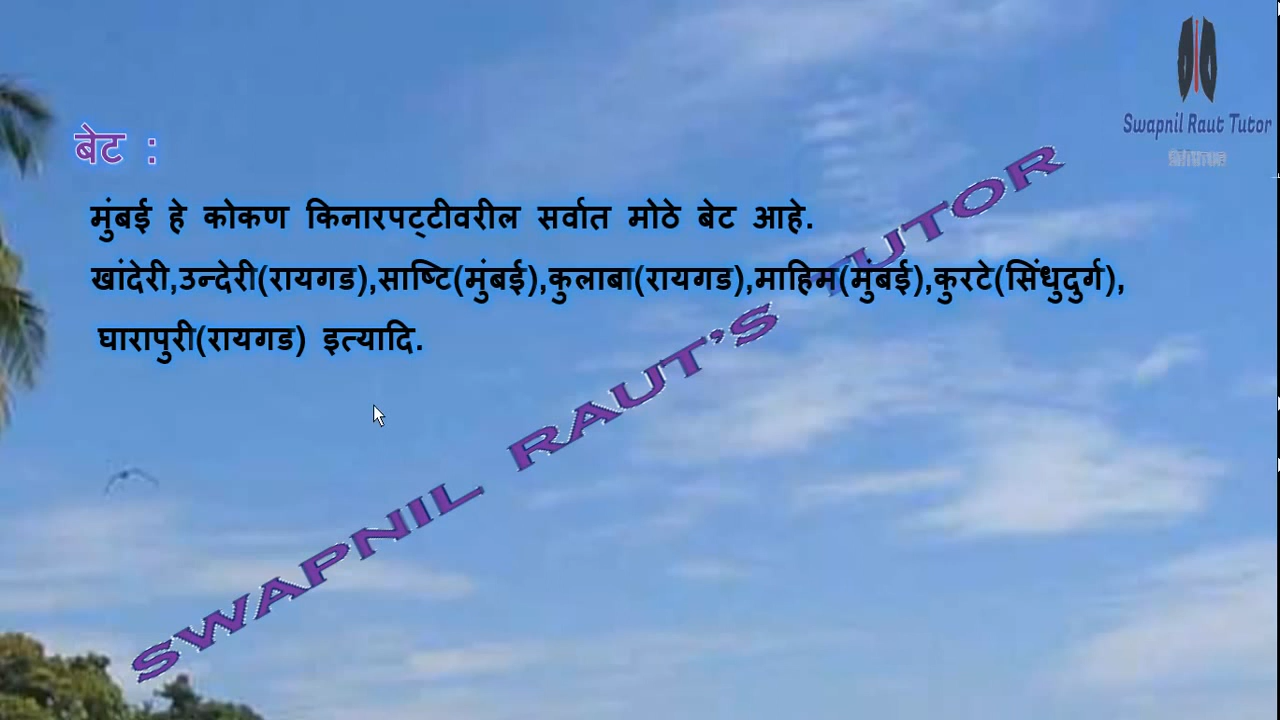 Swapnil Raut Tutor
बेट :
मुंबई हे कोकण किनारपट्टीवरील सर्वात मोठे बेट आहे.
खांदेरी,उन्देरी(रायगड),साष्टि(मुंबई),कुलाबा(रायगड),माहिम(मुंबई),कुरटे(सिंधुदुर्ग),
घारापुरी(रायगड) इत्यादि.
SWAPNIL RAUT'S TUTOR